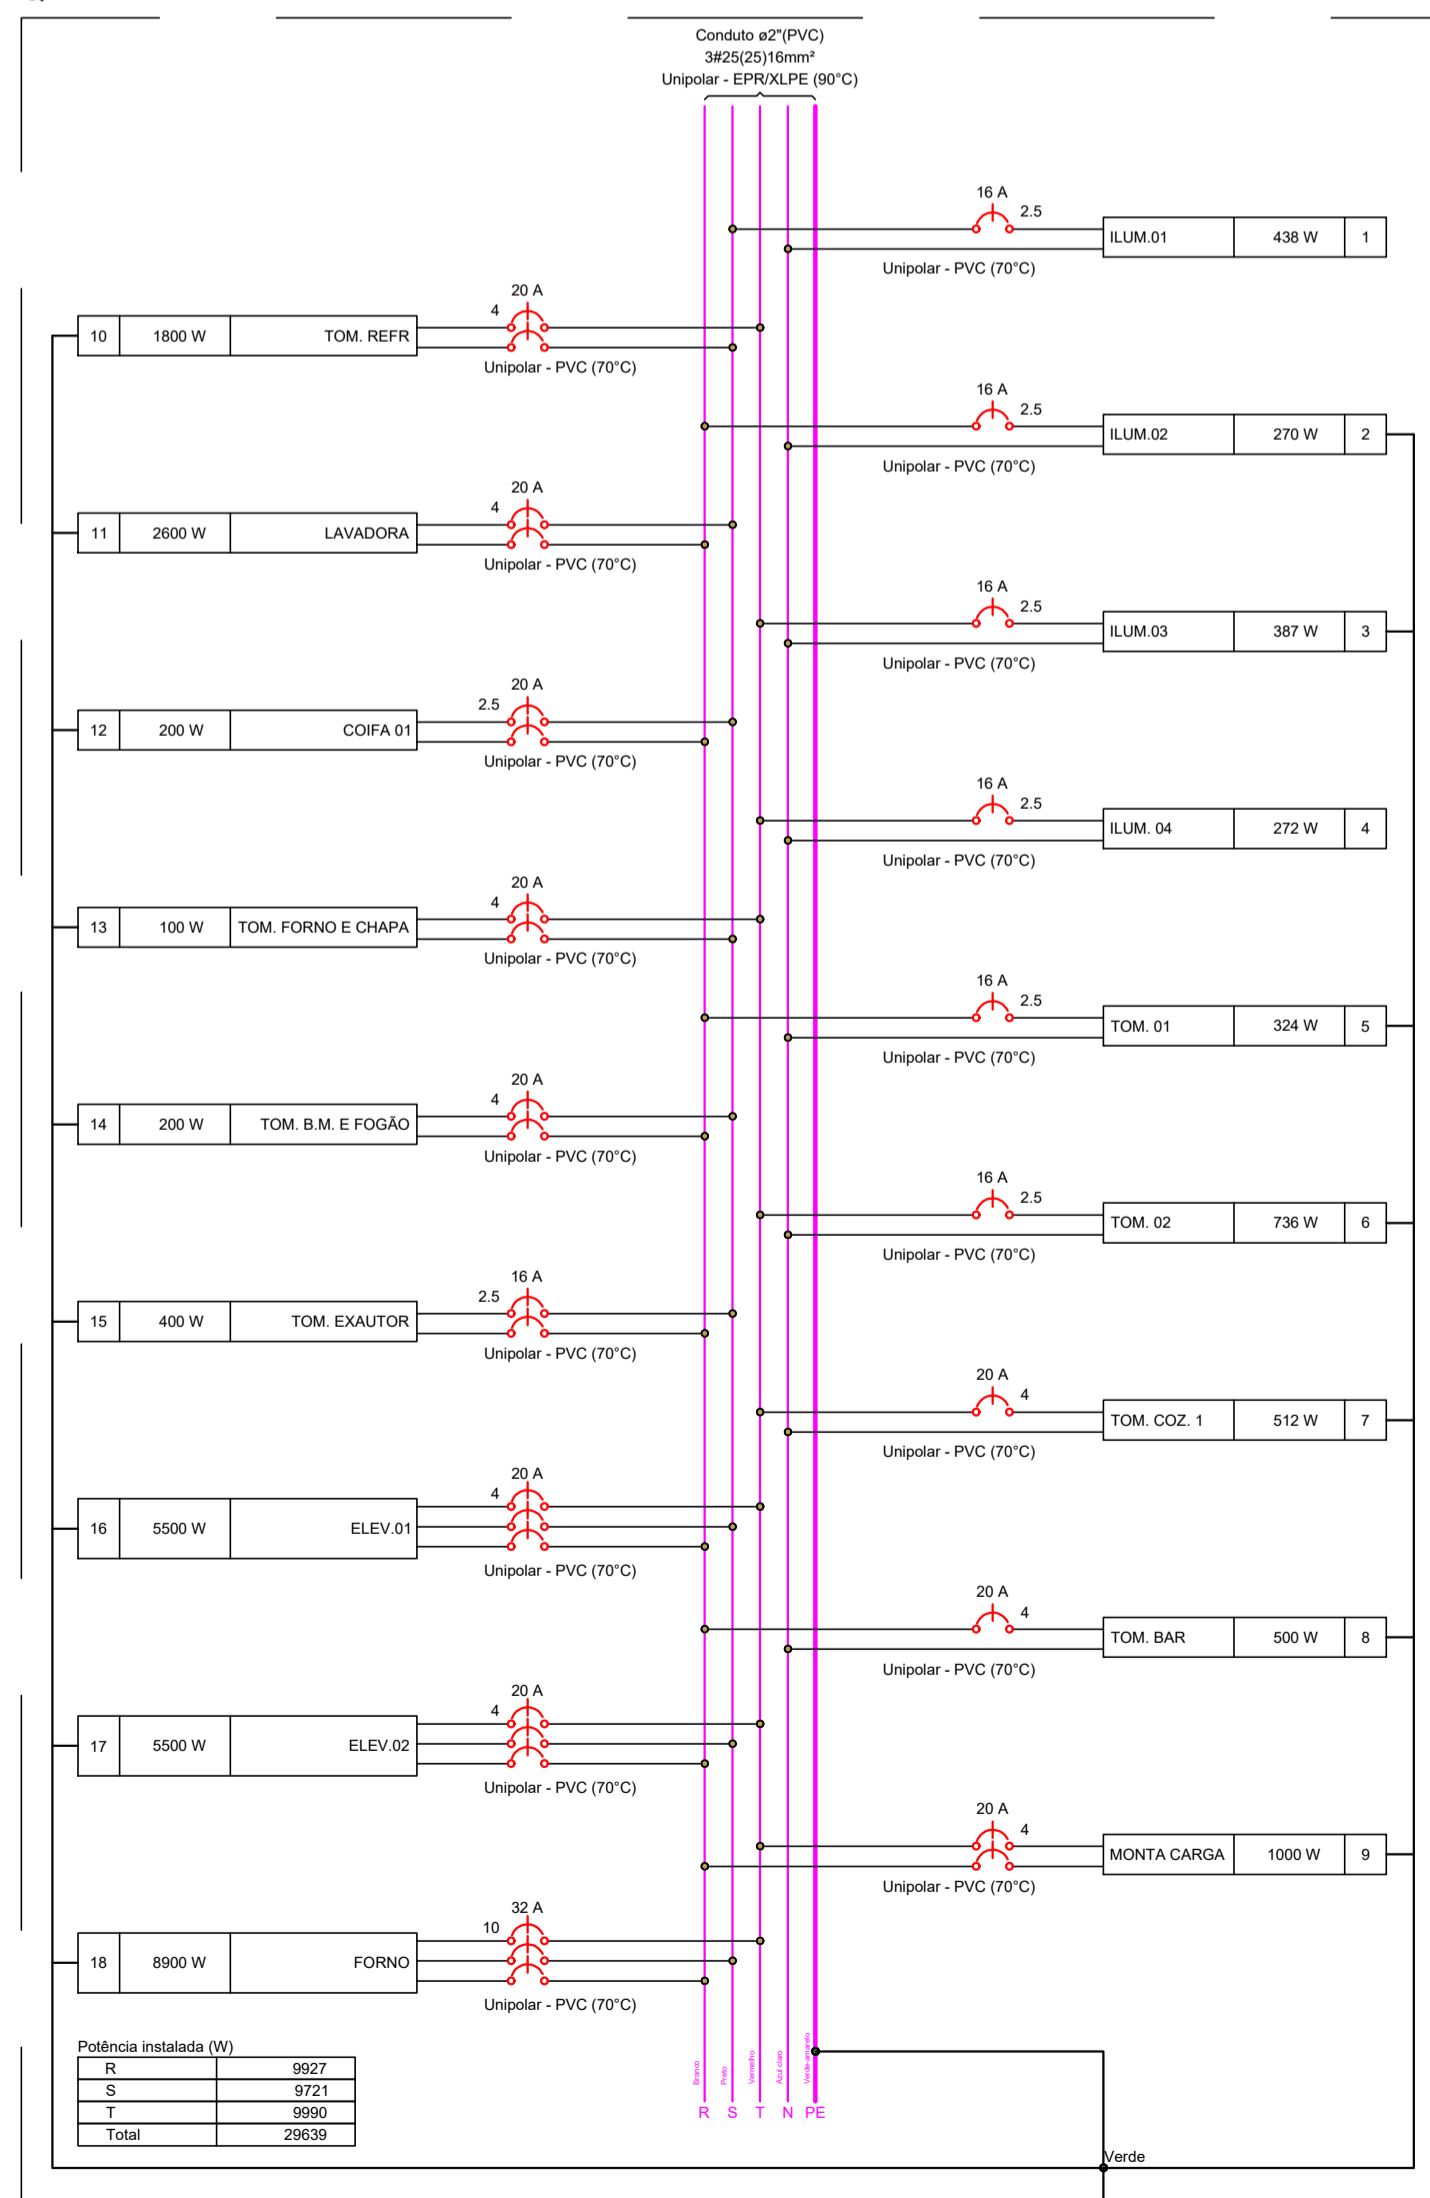 Conduto ø2"(PVC)
3#25(25)16mm²
Unipolar - EPR/XLPE (90°C)
16 A
2.5
ILUM.01 438 W 1
Unipolar - PVC (70°C)
20 A
4
10 1800 W TOM. REFR
Unipolar - PVC (70°C)
16 A
2.5
ILUM.02 270 W 2
Unipolar - PVC (70°C)
20 A
4
11 2600 W LAVADORA
Unipolar - PVC (70°C)
16 A
2.5
ILUM.03 387 W 3
Unipolar - PVC (70°C)
20 A
2.5
12 200 W COIFA 01
Unipolar - PVC (70°C)
16 A
2.5
ILUM. 04 272 W 4
Unipolar - PVC (70°C)
20 A
4
13 100 W TOM. FORNO E CHAPA
Unipolar - PVC (70°C)
16 A
2.5
TOM. 01 324 W 5
Unipolar - PVC (70°C)
20 A
4
14 200 W TOM. B.M. E FOGÃO
Unipolar - PVC (70°C)
16 A
2.5
TOM. 02 736 W 6
Unipolar - PVC (70°C)
16 A
2.5
15 400 W TOM. EXAUTOR
Unipolar - PVC (70°C)
20 A
4
TOM. COZ. 1 512 W 7
Unipolar - PVC (70°C)
20 A
4
16 5500 W ELEV.01
Unipolar - PVC (70°C)
20 A
4
TOM. BAR 500 W 8
Unipolar - PVC (70°C)
20 A
4
17 5500 W ELEV.02
Unipolar - PVC (70°C)
20 A
4
MONTA CARGA 1000 W 9
Unipolar - PVC (70°C)
32 A
10
18 8900 W FORNO
Unipolar - PVC (70°C)
Potência instalada (W)
R 9927
S 9721
T 9990
Total 29639
Branco
Preto
Vermelho
Azul claro
Verde-amarelo
R S T N PE
Verde